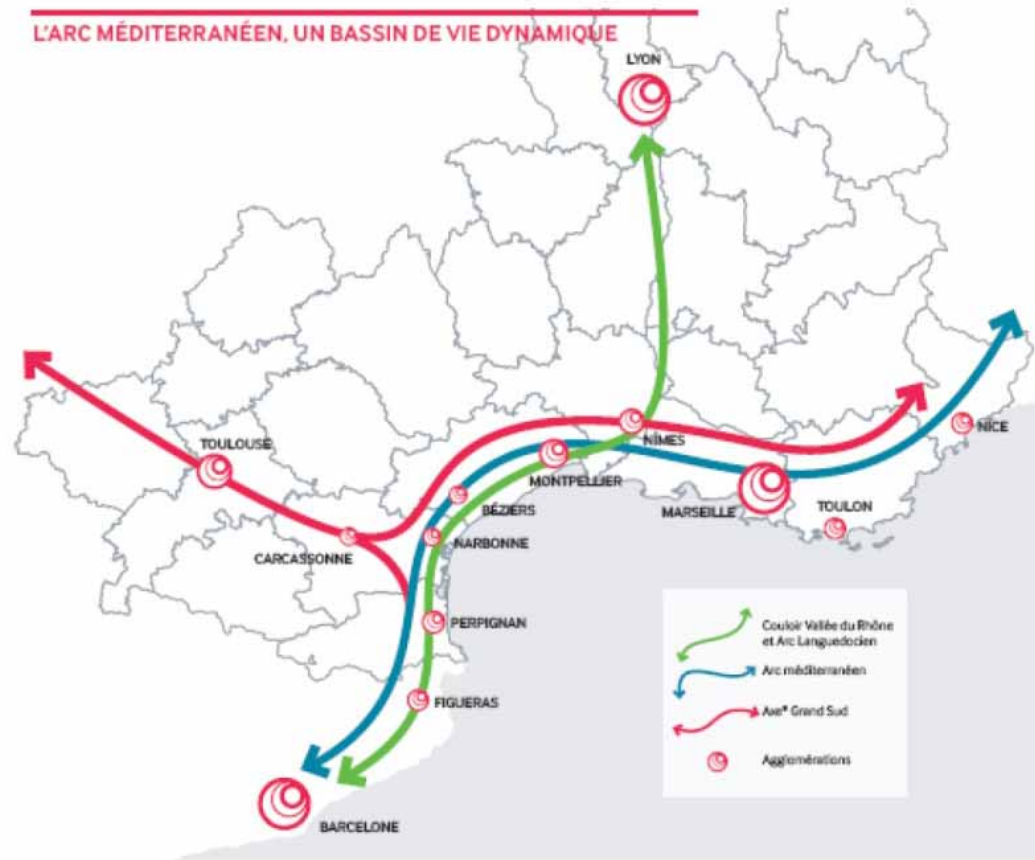 L'ARC MÉDITERRANÉEN, UN BASSIN DE VIE DYNAMIQUE
LYON
NÎMES
NICE
TOULOUSE
MONTPELLIER
MARSEILLE
TOULON
BÉZIERS
CARCASSONNE
NARBONNE
PERPIGNAN
FIGUERAS
BARCELONE
Couloir Vallée du Rhône
et Arc Languedocien
Arc méditerranéen
Axe* Grand Sud
Agglomérations